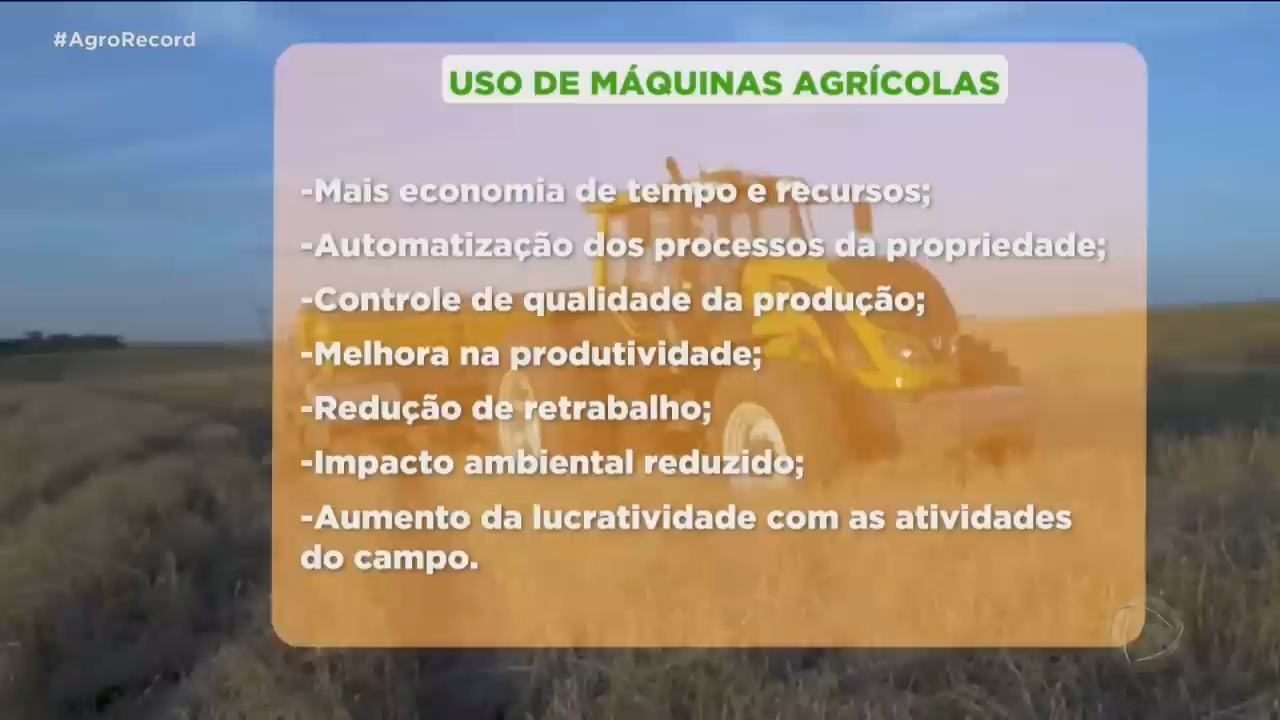 #AgroRecord
USO DE MÁQUINAS AGRÍCOLAS
-Mais economia de tempo e recursos;
-Automatização dos processos da propriedade;
-Controle de qualidade da produção;
-Melhora na produtividade;
-Redução de retrabalho;
-Impacto ambiental reduzido;
-Aumento da lucratividade com as atividades
do campo.